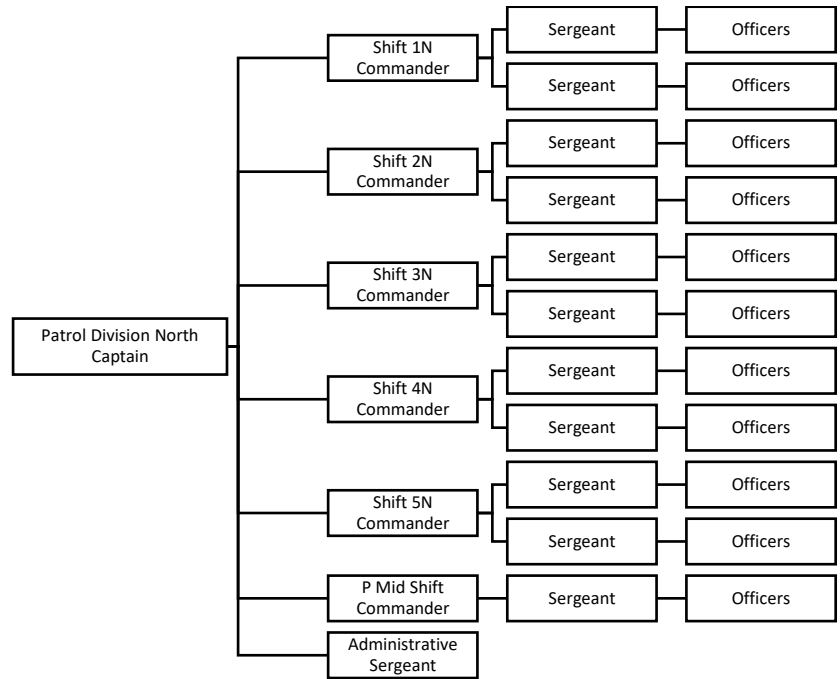 Patrol Division North
Captain
Shift 1N
Commander
Sergeant
Officers
Sergeant
Officers
Shift 2N
Commander
Sergeant
Officers
Sergeant
Officers
Shift 3N
Commander
Sergeant
Officers
Sergeant
Officers
Shift 4N
Commander
Sergeant
Officers
Sergeant
Officers
Shift 5N
Commander
Sergeant
Officers
Sergeant
Officers
P Mid Shift
Commander
Sergeant
Officers
Administrative
Sergeant